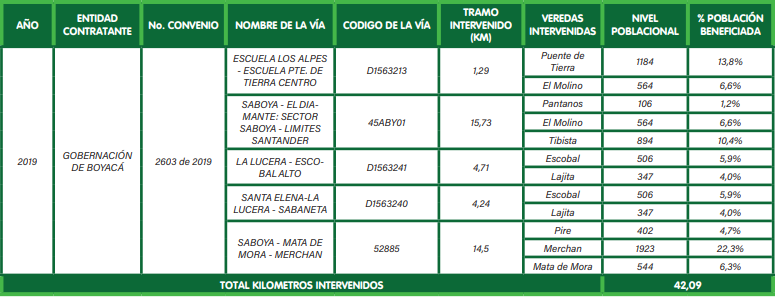 AÑO
ENTIDAD
CONTRATANTE
No. CONVENIO
NOMBRE DE LA VÍA
CODIGO DE LA VÍA
TRAMO
INTERVENIDO
(KM)
VEREDAS
INTERVENIDAS
NIVEL
POBLACIONAL
% POBLACIÓN
BENEFICIADA
2019
GOBERNACIÓN
DE BOYACÁ
2603 de 2019
ESCUELA LOS ALPES
- ESCUELA PTE. DE
TIERRA CENTRO
D1563213
1,29
Puente de
Tierra
1184
13,8%
El Molino
564
6,6%
SABOYA - EL DIA-
MANTE: SECTOR
SABOYA - LIMITES
SANTANDER
45ABY01
15,73
Pantanos
106
1,2%
El Molino
564
6,6%
Tibista
894
10,4%
LA LUCERA - ESCO-
BAL ALTO
D1563241
4,71
Escobal
506
5,9%
Lajita
347
4,0%
SANTA ELENA-LA
LUCERA - SABANETA
D1563240
4,24
Escobal
506
5,9%
Lajita
347
4,0%
SABOYA - MATA DE
MORA - MERCHAN
52885
14,5
Pire
402
4,7%
Merchan
1923
22,3%
Mata de Mora
544
6,3%
TOTAL KILOMETROS INTERVENIDOS
42,09